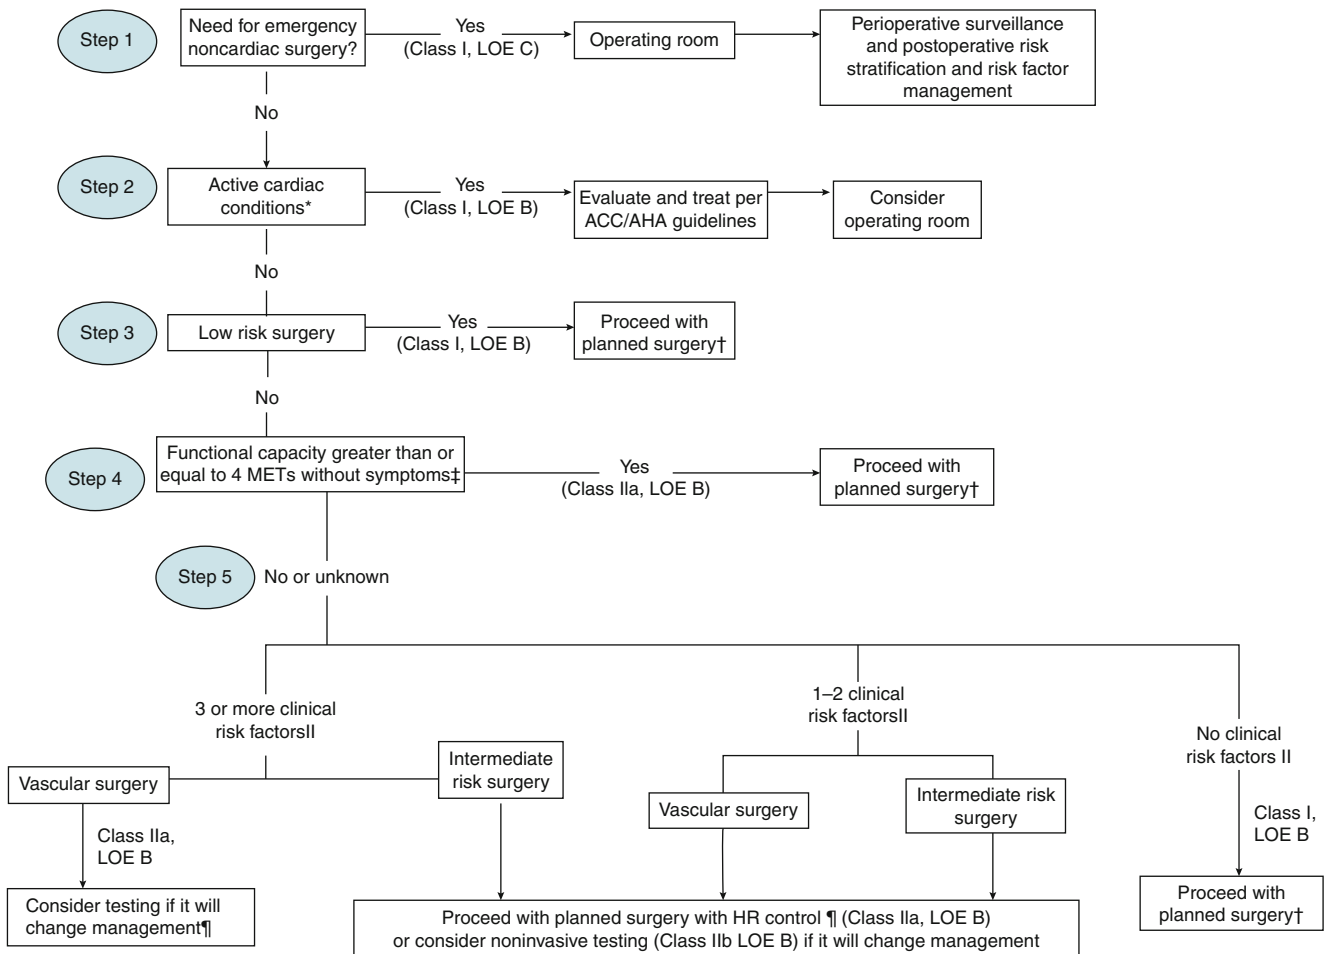 Step 1
Need for emergency
noncardiac surgery?
Yes
(Class I, LOE C)
Operating room
Perioperative surveillance
and postoperative risk
stratification and risk factor
management
No
Step 2
Active cardiac
conditions*
Yes
(Class I, LOE B)
Evaluate and treat per
ACC/AHA guidelines
Consider
operating room
No
Step 3
Low risk surgery
Yes
(Class I, LOE B)
Proceed with
planned surgery†
No
Step 4
Functional capacity greater than or
equal to 4 METs without symptoms‡
Yes
(Class IIa, LOE B)
Proceed with
planned surgery†
Step 5
No or unknown
3 or more clinical
risk factorsII
1–2 clinical
risk factorsII
No clinical
risk factors II
Vascular surgery
Intermediate
risk surgery
Vascular surgery
Intermediate risk
surgery
Class IIa,
LOE B
Class I,
LOE B
Consider testing if it will
change management¶
Proceed with planned surgery with HR control ¶ (Class IIa, LOE B)
or consider noninvasive testing (Class IIb LOE B) if it will change management
Proceed with
planned surgery†